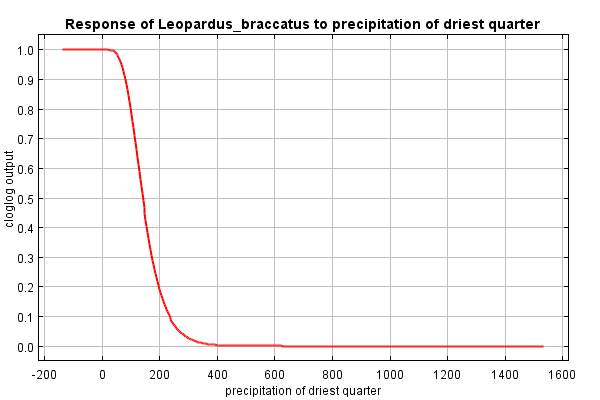 Response of Leopardus_braccatus to precipitation of driest quarter
cloglog output
1.0
0.9
0.8
0.7
0.6
0.5
0.4
0.3
0.2
0.1
0.0
-200 0 200 400 600 800 1000 1200 1400 1600
precipitation of driest quarter